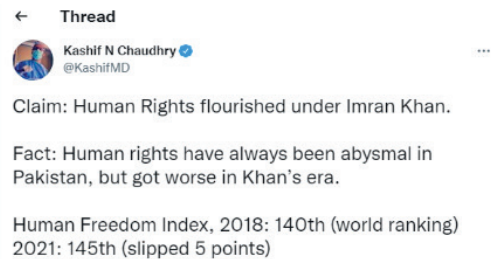 Thread
Kashif N Chaudhry
@KashifMD
Claim: Human Rights flourished under Imran Khan.
Fact: Human rights have always been abysmal in
Pakistan, but got worse in Khan's era.
Human Freedom Index, 2018: 140th (world ranking)
2021: 145th (slipped 5 points)